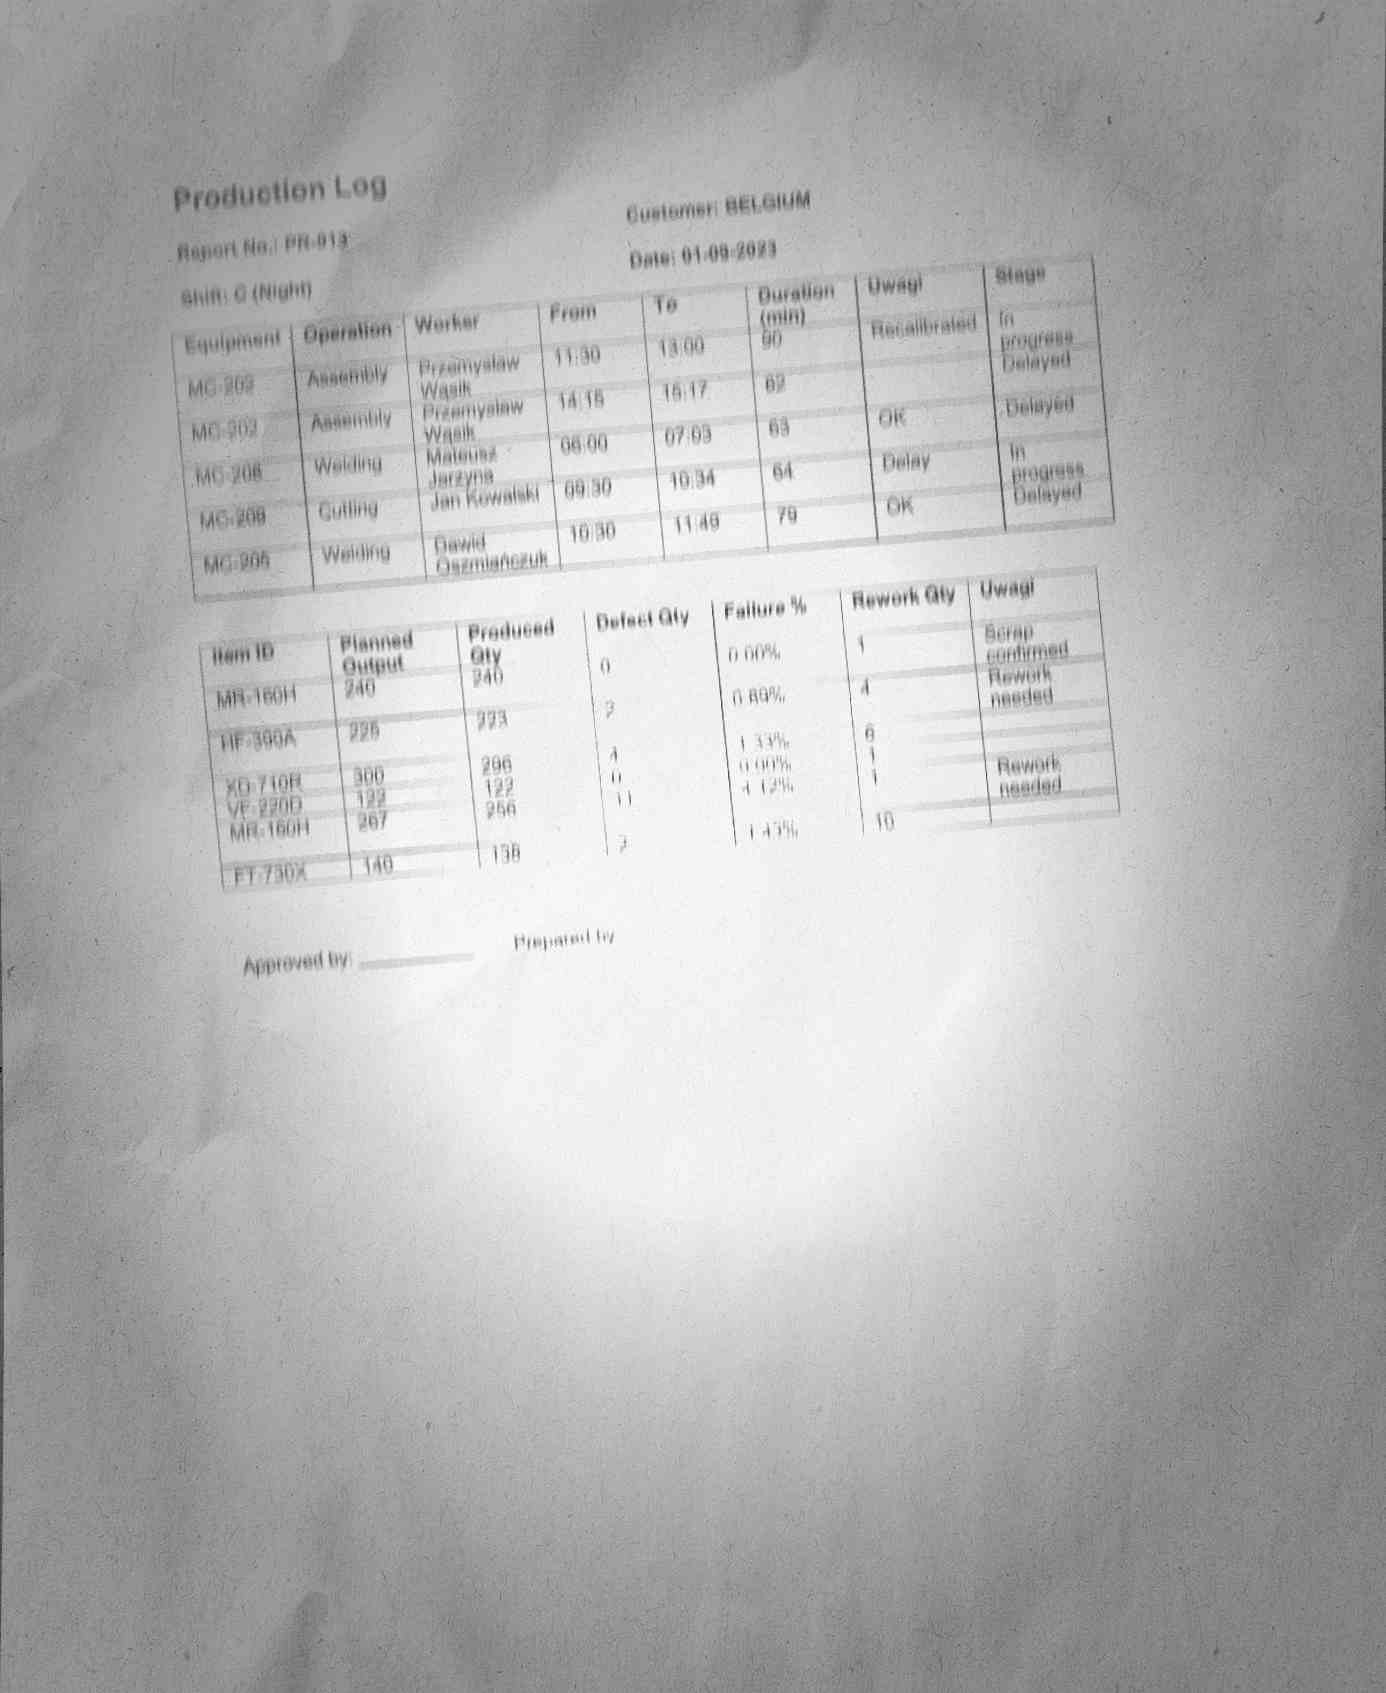 Production Log
Customer: BELGIUM
Report No.: PR-913
Date: 01-09-2023
Shift: C (Night)
Equipment Operation Worker From To Duration (min) Uwagi Stage
MC-202 Assembly Przemysław Wąsik 11:30 13:00 90 Recalibrated In progress
MC-202 Assembly Przemysław Wąsik 14:15 15:17 62 Delayed
MC-206 Welding Mateusz Jarzyna 06:00 07:03 63 OK Delayed
MC-209 Cutting Jan Kowalski 09:30 10:34 64 Delay In progress
MC-205 Welding Dawid Oszmiańczuk 10:30 11:49 79 OK Delayed
Item ID Planned Output Produced Qty Defect Qty Failure % Rework Qty Uwagi
MR-160H 240 240 0 0.00% 1 Scrap confirmed
HF-390A 225 223 2 0.89% 4 Rework needed
XD-710R 300 296 4 1.33% 6
VF-220D 122 122 0 0.00% 1
MR-160H 267 256 11 4.12% 1 Rework needed
FT-730X 140 138 2 1.43% 10
Approved by: Prepared by